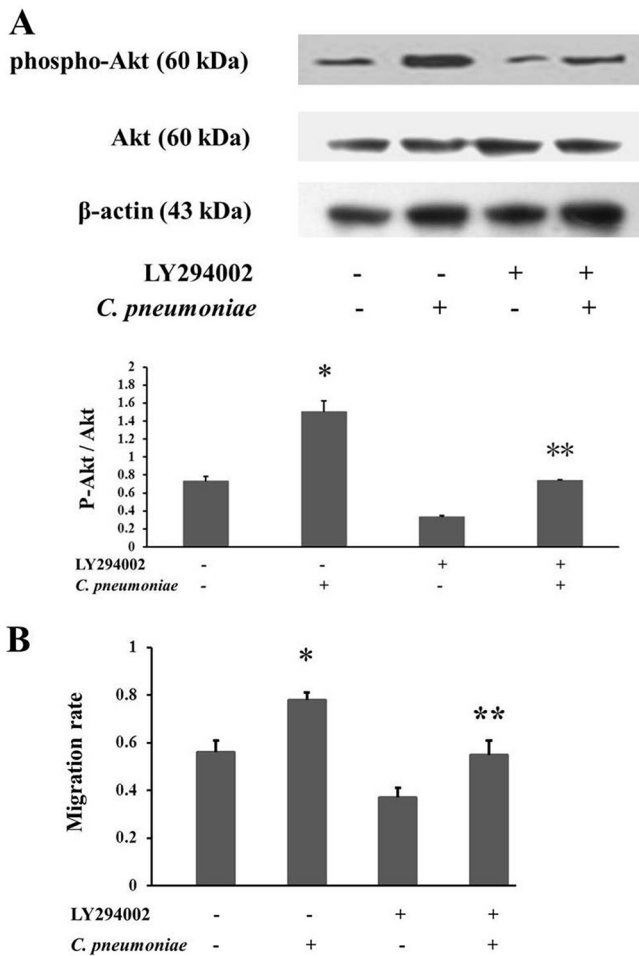 A
phospho-Akt (60 kDa)
Akt (60 kDa)
β-actin (43 kDa)
LY294002 - - + +
C. pneumoniae - + - +
2
1.8
1.6
1.4
1.2
1
0.8
0.6
0.4
0.2
0
P-Akt / Akt
*
**
LY294002 - - + +
C. pneumoniae - + - +
B
1
0.8
0.6
0.4
0.2
0
Migration rate
*
**
LY294002 - - + +
C. pneumoniae - + - +